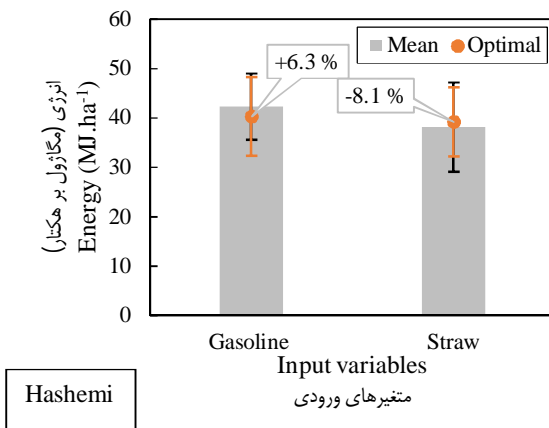 60
50
40
30
20
10
0
انرژی (مگاژول بر هکتار)
Energy (MJ.ha-1)
Mean
Optimal
+6.3 %
-8.1 %
Gasoline
Straw
Input variables
متغیرهای ورودی
Hashemi